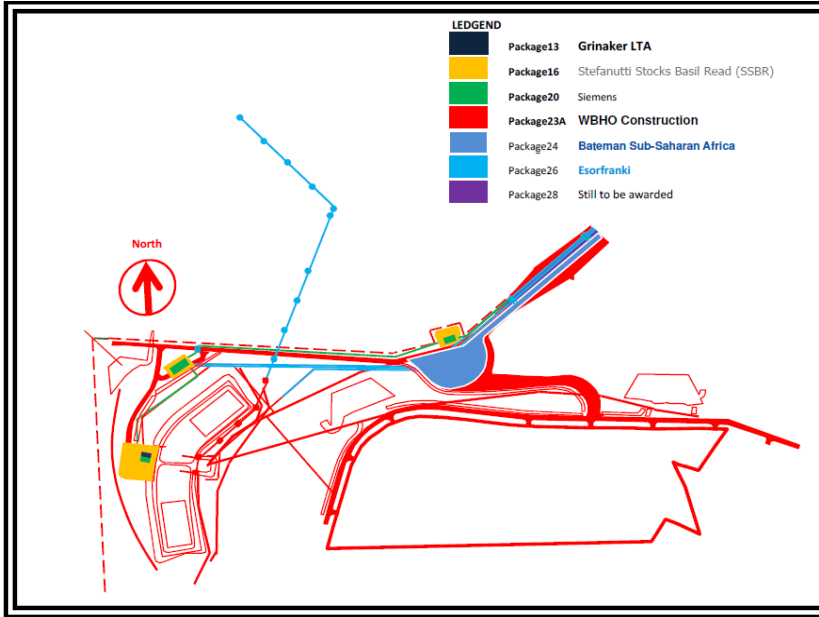 LEDGEND
Package13 Grinaker LTA
Package16 Stefanutti Stocks Basil Read (SSBR)
Package20 Siemens
Package23A WBHO Construction
Package24 Bateman Sub-Saharan Africa
Package26 Esorfranki
Package28 Still to be awarded
North